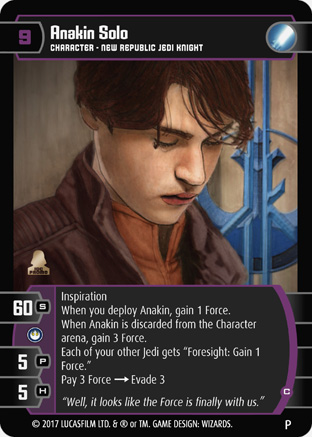 9
Anakin Solo
CHARACTER - NEW REPUBLIC JEDI KNIGHT
60 S
5 P
5 H
Inspiration
When you deploy Anakin, gain 1 Force.
When Anakin is discarded from the Character
arena, gain 3 Force.
Each of your other Jedi gets “Foresight: Gain 1
Force.”
Pay 3 Force → Evade 3
“Well, it looks like the Force is finally with us.”
C
© 2017 LUCASFILM LTD. & ® OR TM. GAME DESIGN: WIZARDS.
P